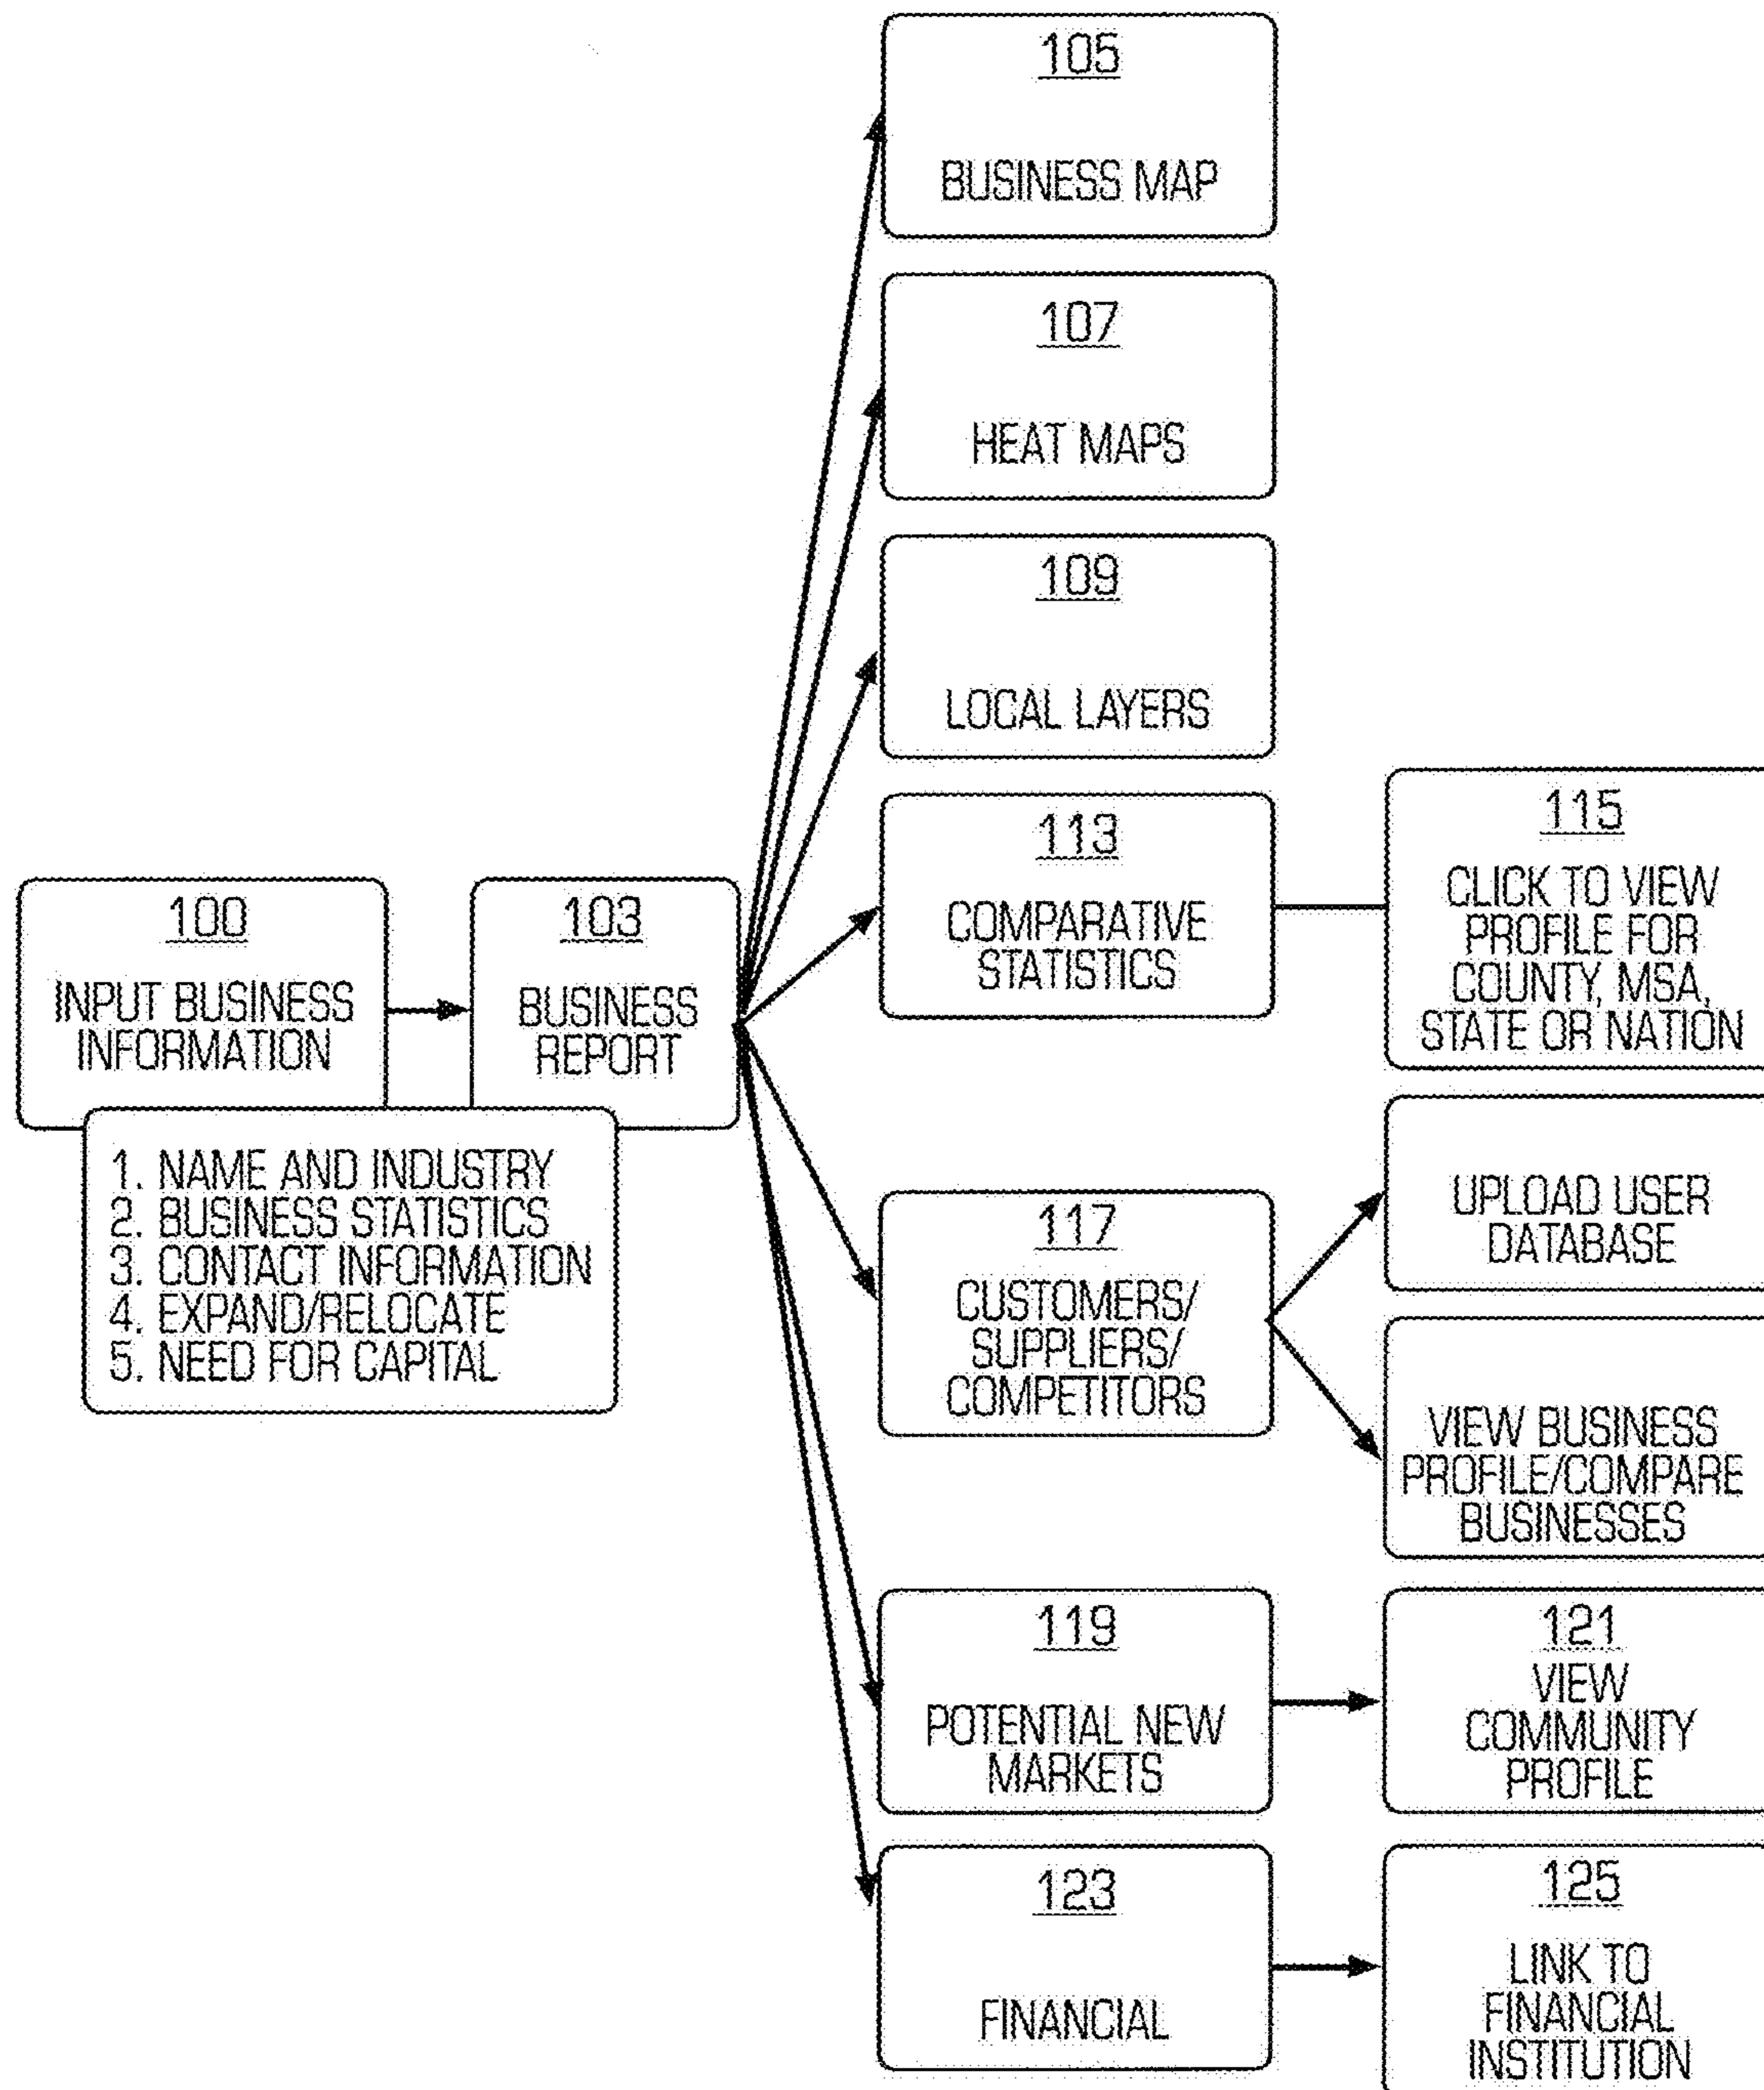 105
BUSINESS MAP
107
HEAT MAPS
109
LOCAL LAYERS
113
COMPARATIVE
STATISTICS
115
CLICK TO VIEW
PROFILE FOR
COUNTY, MSA,
STATE OR NATION
100
INPUT BUSINESS
INFORMATION
103
BUSINESS
REPORT
1. NAME AND INDUSTRY
2. BUSINESS STATISTICS
3. CONTACT INFORMATION
4. EXPAND/RELOCATE
5. NEED FOR CAPITAL
117
CUSTOMERS/
SUPPLIERS/
COMPETITORS
UPLOAD USER
DATABASE
VIEW BUSINESS
PROFILE/COMPARE
BUSINESSES
119
POTENTIAL NEW
MARKETS
121
VIEW
COMMUNITY
PROFILE
123
FINANCIAL
125
LINK TO
FINANCIAL
INSTITUTION